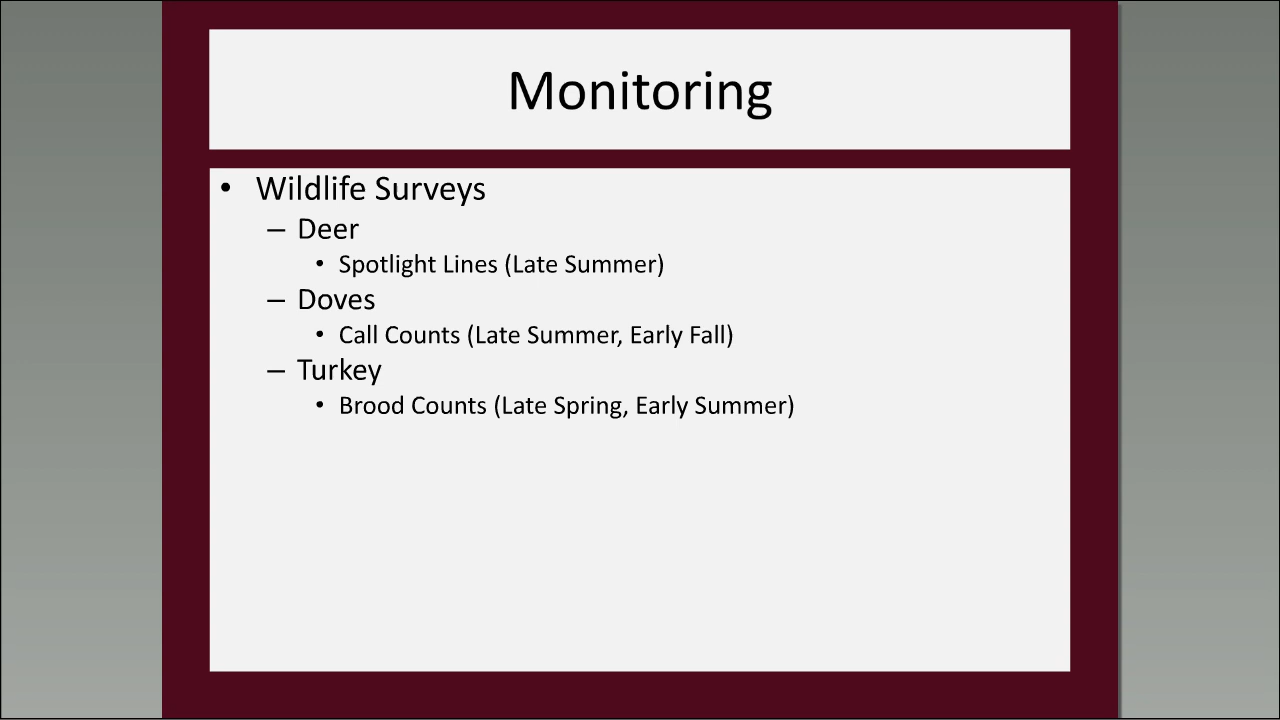 Monitoring
• Wildlife Surveys
– Deer
• Spotlight Lines (Late Summer)
– Doves
• Call Counts (Late Summer, Early Fall)
– Turkey
• Brood Counts (Late Spring, Early Summer)